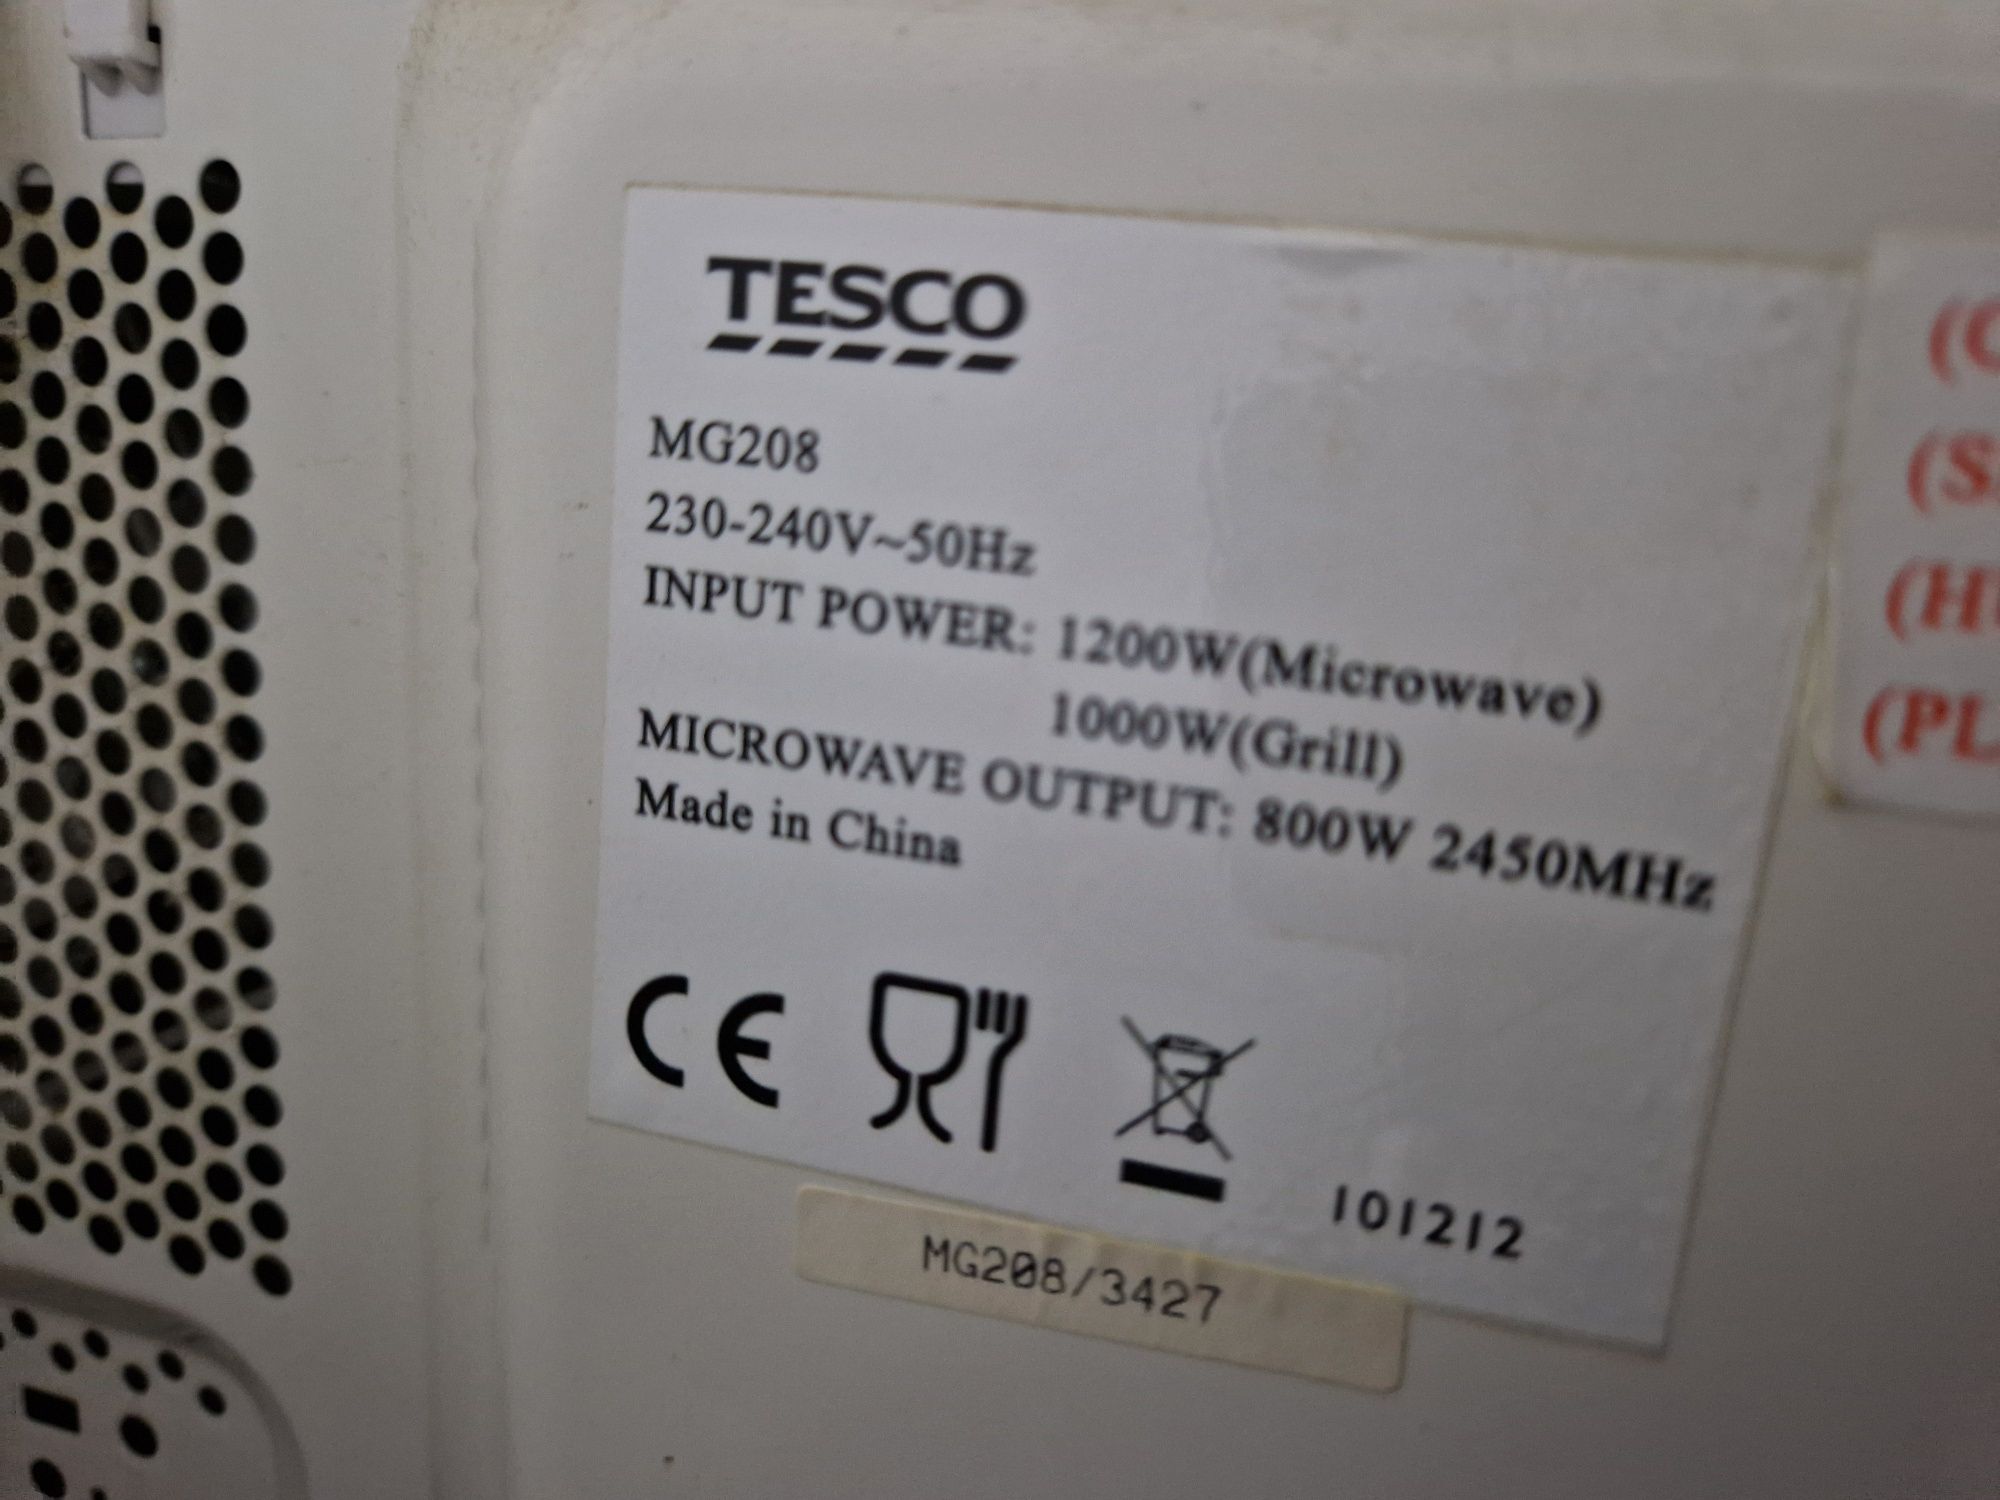 TESCO
MG208
230-240V~50Hz
INPUT POWER: 1200W(Microwave)
1000W(Grill)
MICROWAVE OUTPUT: 800W 2450MHz
Made in China
CE
101212
MG208/3427